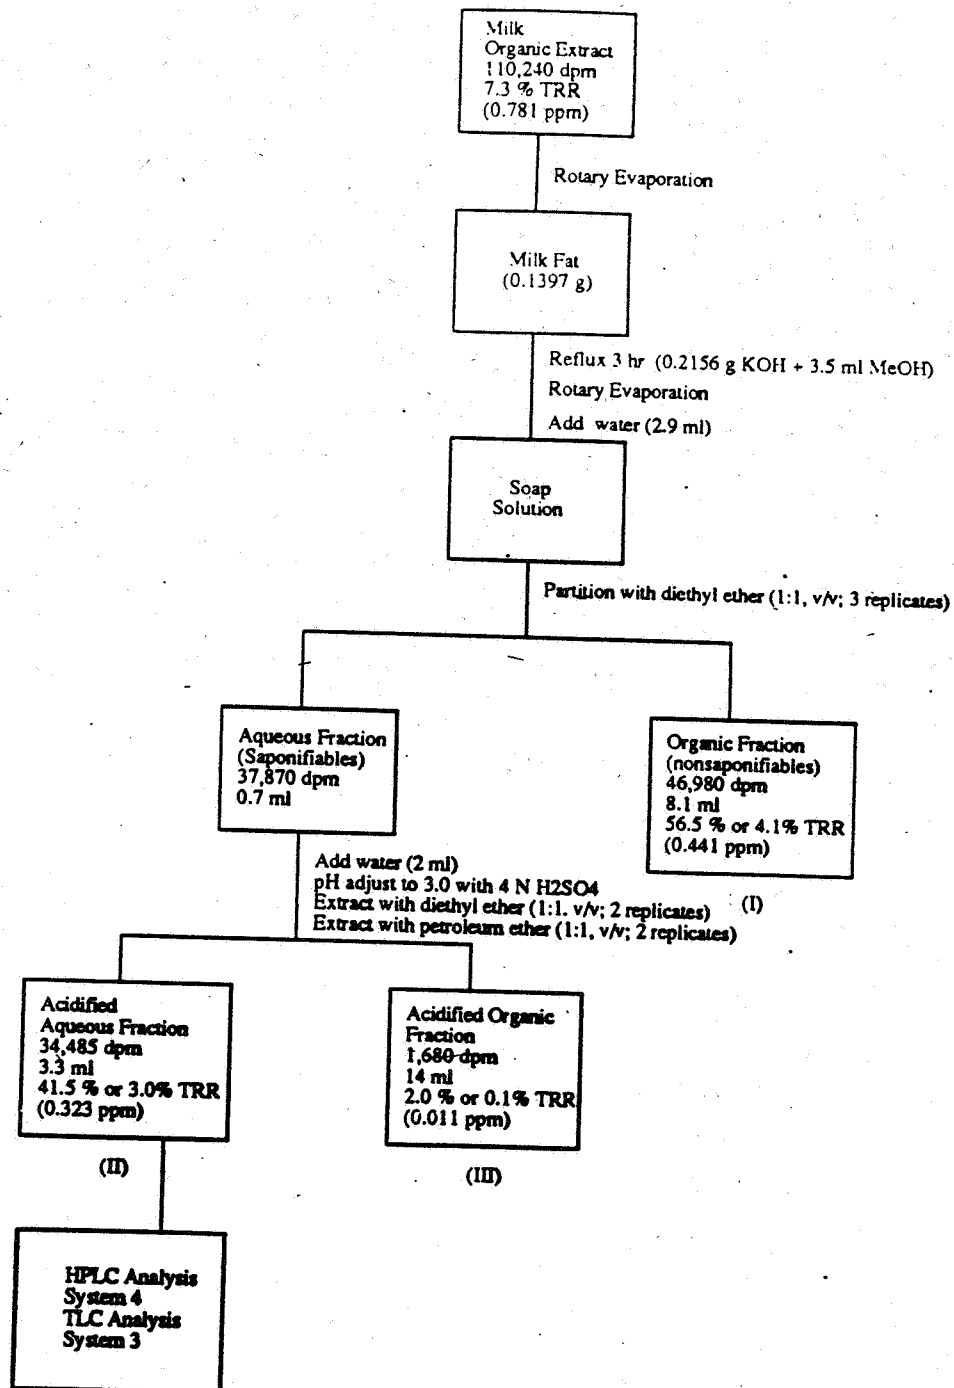 Milk
Organic Extract
110,240 dpm
7.3 % TRR
(0.781 ppm)
Rotary Evaporation
Milk Fat
(0.1397 g)
Reflux 3 hr (0.2156 g KOH + 3.5 ml MeOH)
Rotary Evaporation
Add water (2.9 ml)
Soap
Solution
Partition with diethyl ether (1:1, v/v; 3 replicates)
Aqueous Fraction
(Saponifiables)
37,870 dpm
0.7 ml
Organic Fraction
(nonsaponifiables)
46,980 dpm
8.1 ml
56.5 % or 4.1% TRR
(0.441 ppm)
(I)
Add water (2 ml)
pH adjust to 3.0 with 4 N H2SO4
Extract with diethyl ether (1:1. v/v; 2 replicates)
Extract with petroleum ether (1:1, v/v; 2 replicates)
Acidified
Aqueous Fraction
34,485 dpm
3.3 ml
41.5 % or 3.0% TRR
(0.323 ppm)
(II)
Acidified Organic
Fraction
1,680 dpm
14 ml
2.0 % or 0.1% TRR
(0.011 ppm)
(III)
HPLC Analysis
System 4
TLC Analysis
System 3